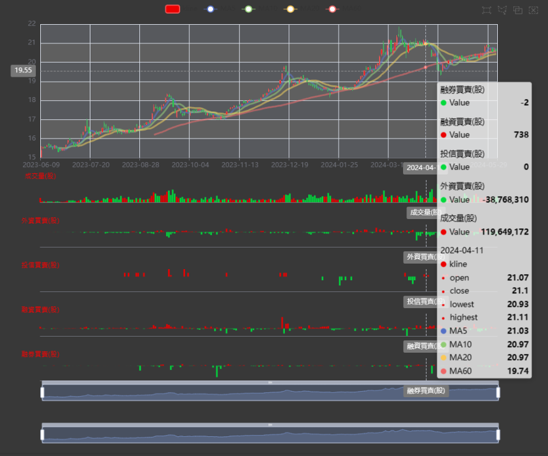 22
21
20
19.55
19
18
17
16
15
2023-06-09
2023-07-20
2023-08-28
2023-10-04
2023-11-13
2023-12-19
2024-01-25
2024-03-1
2024-04-
成交量(股)
成交量(股)
外資買賣(股)
外資買賣(股)
投信買賣(股)
投信買賣(股)
融資買賣(股)
融資買賣(股)
融券買賣(股)
融券買賣(股)
融券買賣(股)
Value -2
融資買賣(股)
Value 738
投信買賣(股)
Value 0
外資買賣(股)
Value -38,768,310
成交量(股)
Value 119,649,172
2024-04-11
kline
open 21.07
close 21.1
lowest 20.93
highest 21.11
MA5 21.03
MA10 20.97
MA20 20.97
MA60 19.74